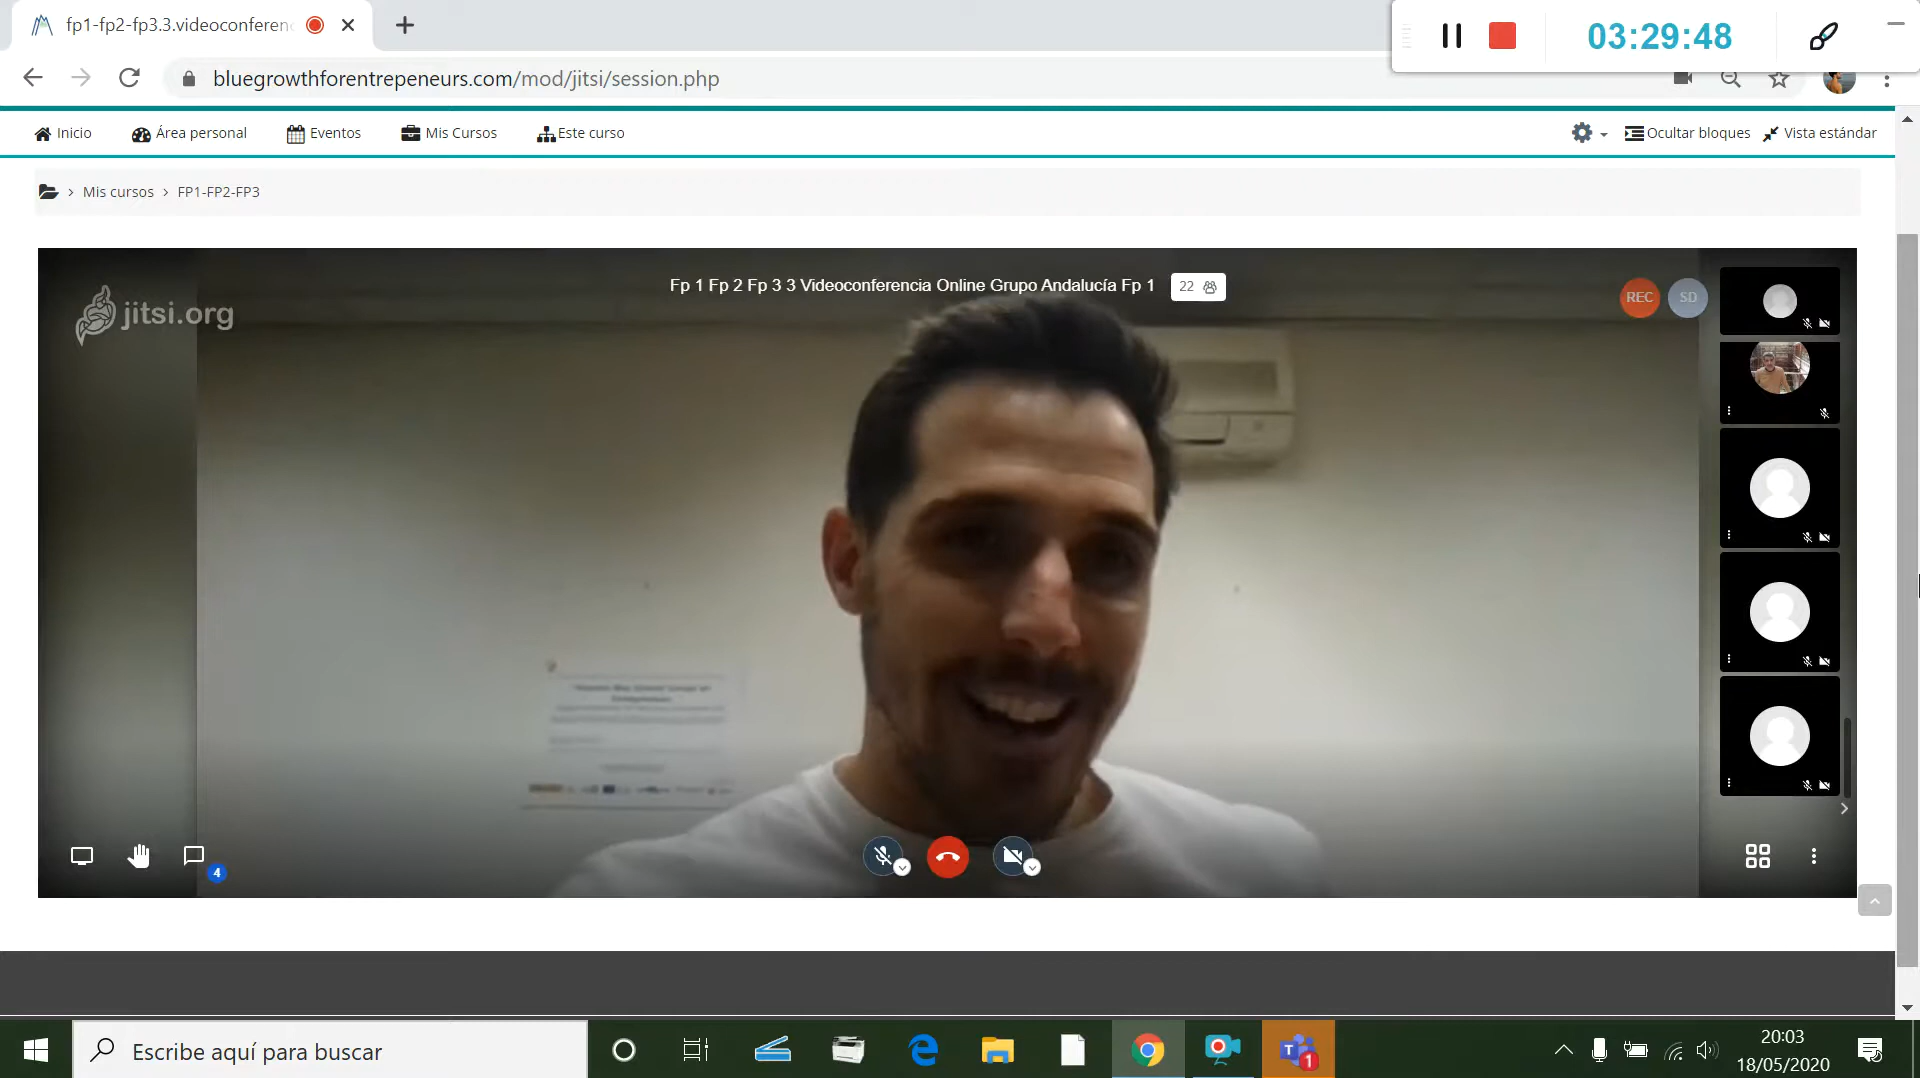 fp1-fp2-fp3.3.videoconferenc
03:29:48
bluegrowthforentrepeneurs.com/mod/jitsi/session.php
Inicio
Área personal
Eventos
Mis Cursos
Este curso
Ocultar bloques
Vista estándar
> Mis cursos > FP1-FP2-FP3
jitsi.org
Fp 1 Fp 2 Fp 3 3 Videoconferencia Online Grupo Andalucía Fp 1
22
REC
SD
4
Escribe aquí para buscar
1
20:03
18/05/2020